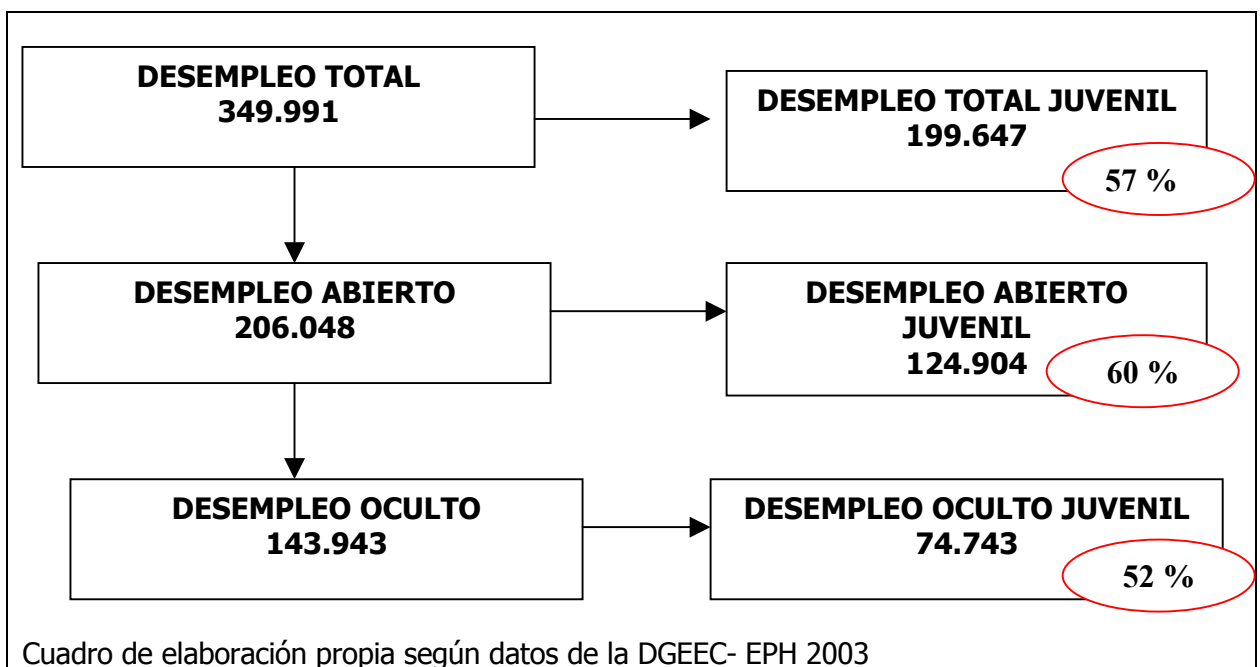 DESEMPLEO TOTAL
349.991
DESEMPLEO TOTAL JUVENIL
199.647
57 %
DESEMPLEO ABIERTO
206.048
DESEMPLEO ABIERTO
JUVENIL
124.904
60 %
DESEMPLEO OCULTO
143.943
DESEMPLEO OCULTO JUVENIL
74.743
52 %
Cuadro de elaboración propia según datos de la DGEEC- EPH 2003